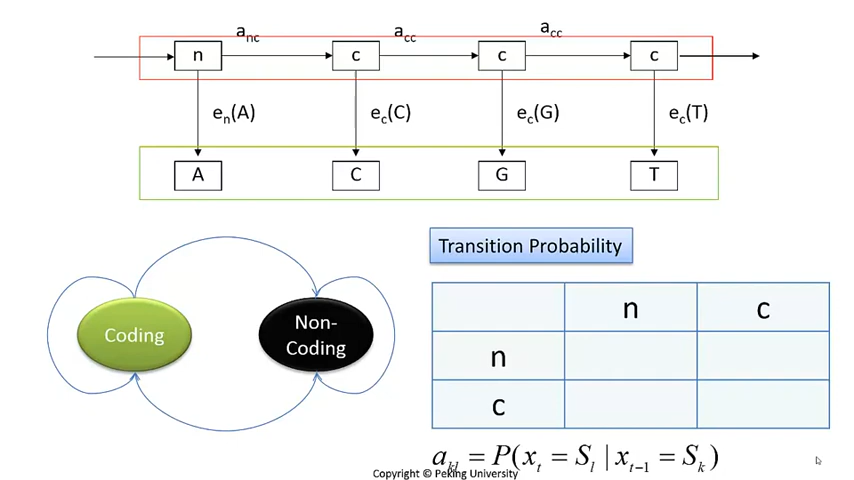 a_nc a_cc a_cc
n c c c
e_n(A) e_c(C) e_c(G) e_c(T)
A C G T
Transition Probability
Coding
Non-
Coding
n c
n
c
a_kl = P(x_t = S_l | x_t-1 = S_k)
Copyright © Peking University